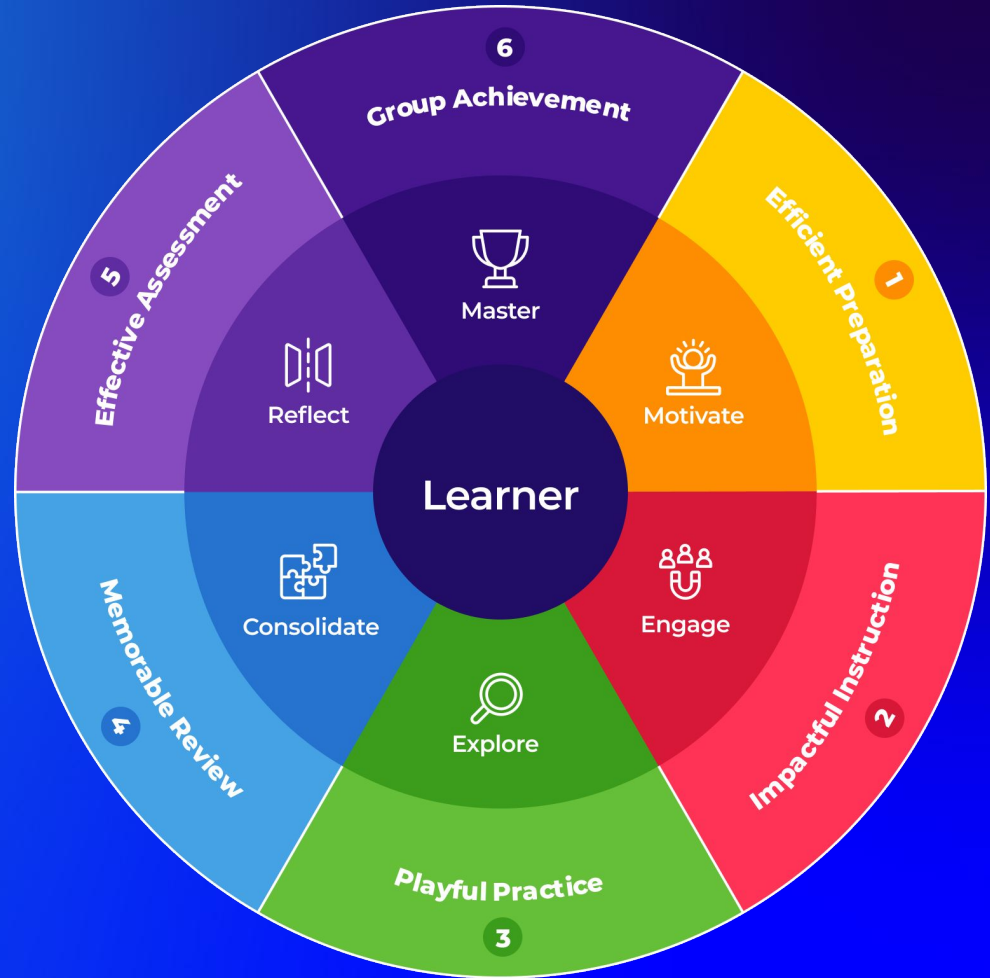 6
Group Achievement
Master
1
Efficient Preparation
Motivate
2
Impactful Instruction
Engage
3
Playful Practice
Explore
4
Memorable Review
Consolidate
5
Effective Assessment
Reflect
Learner